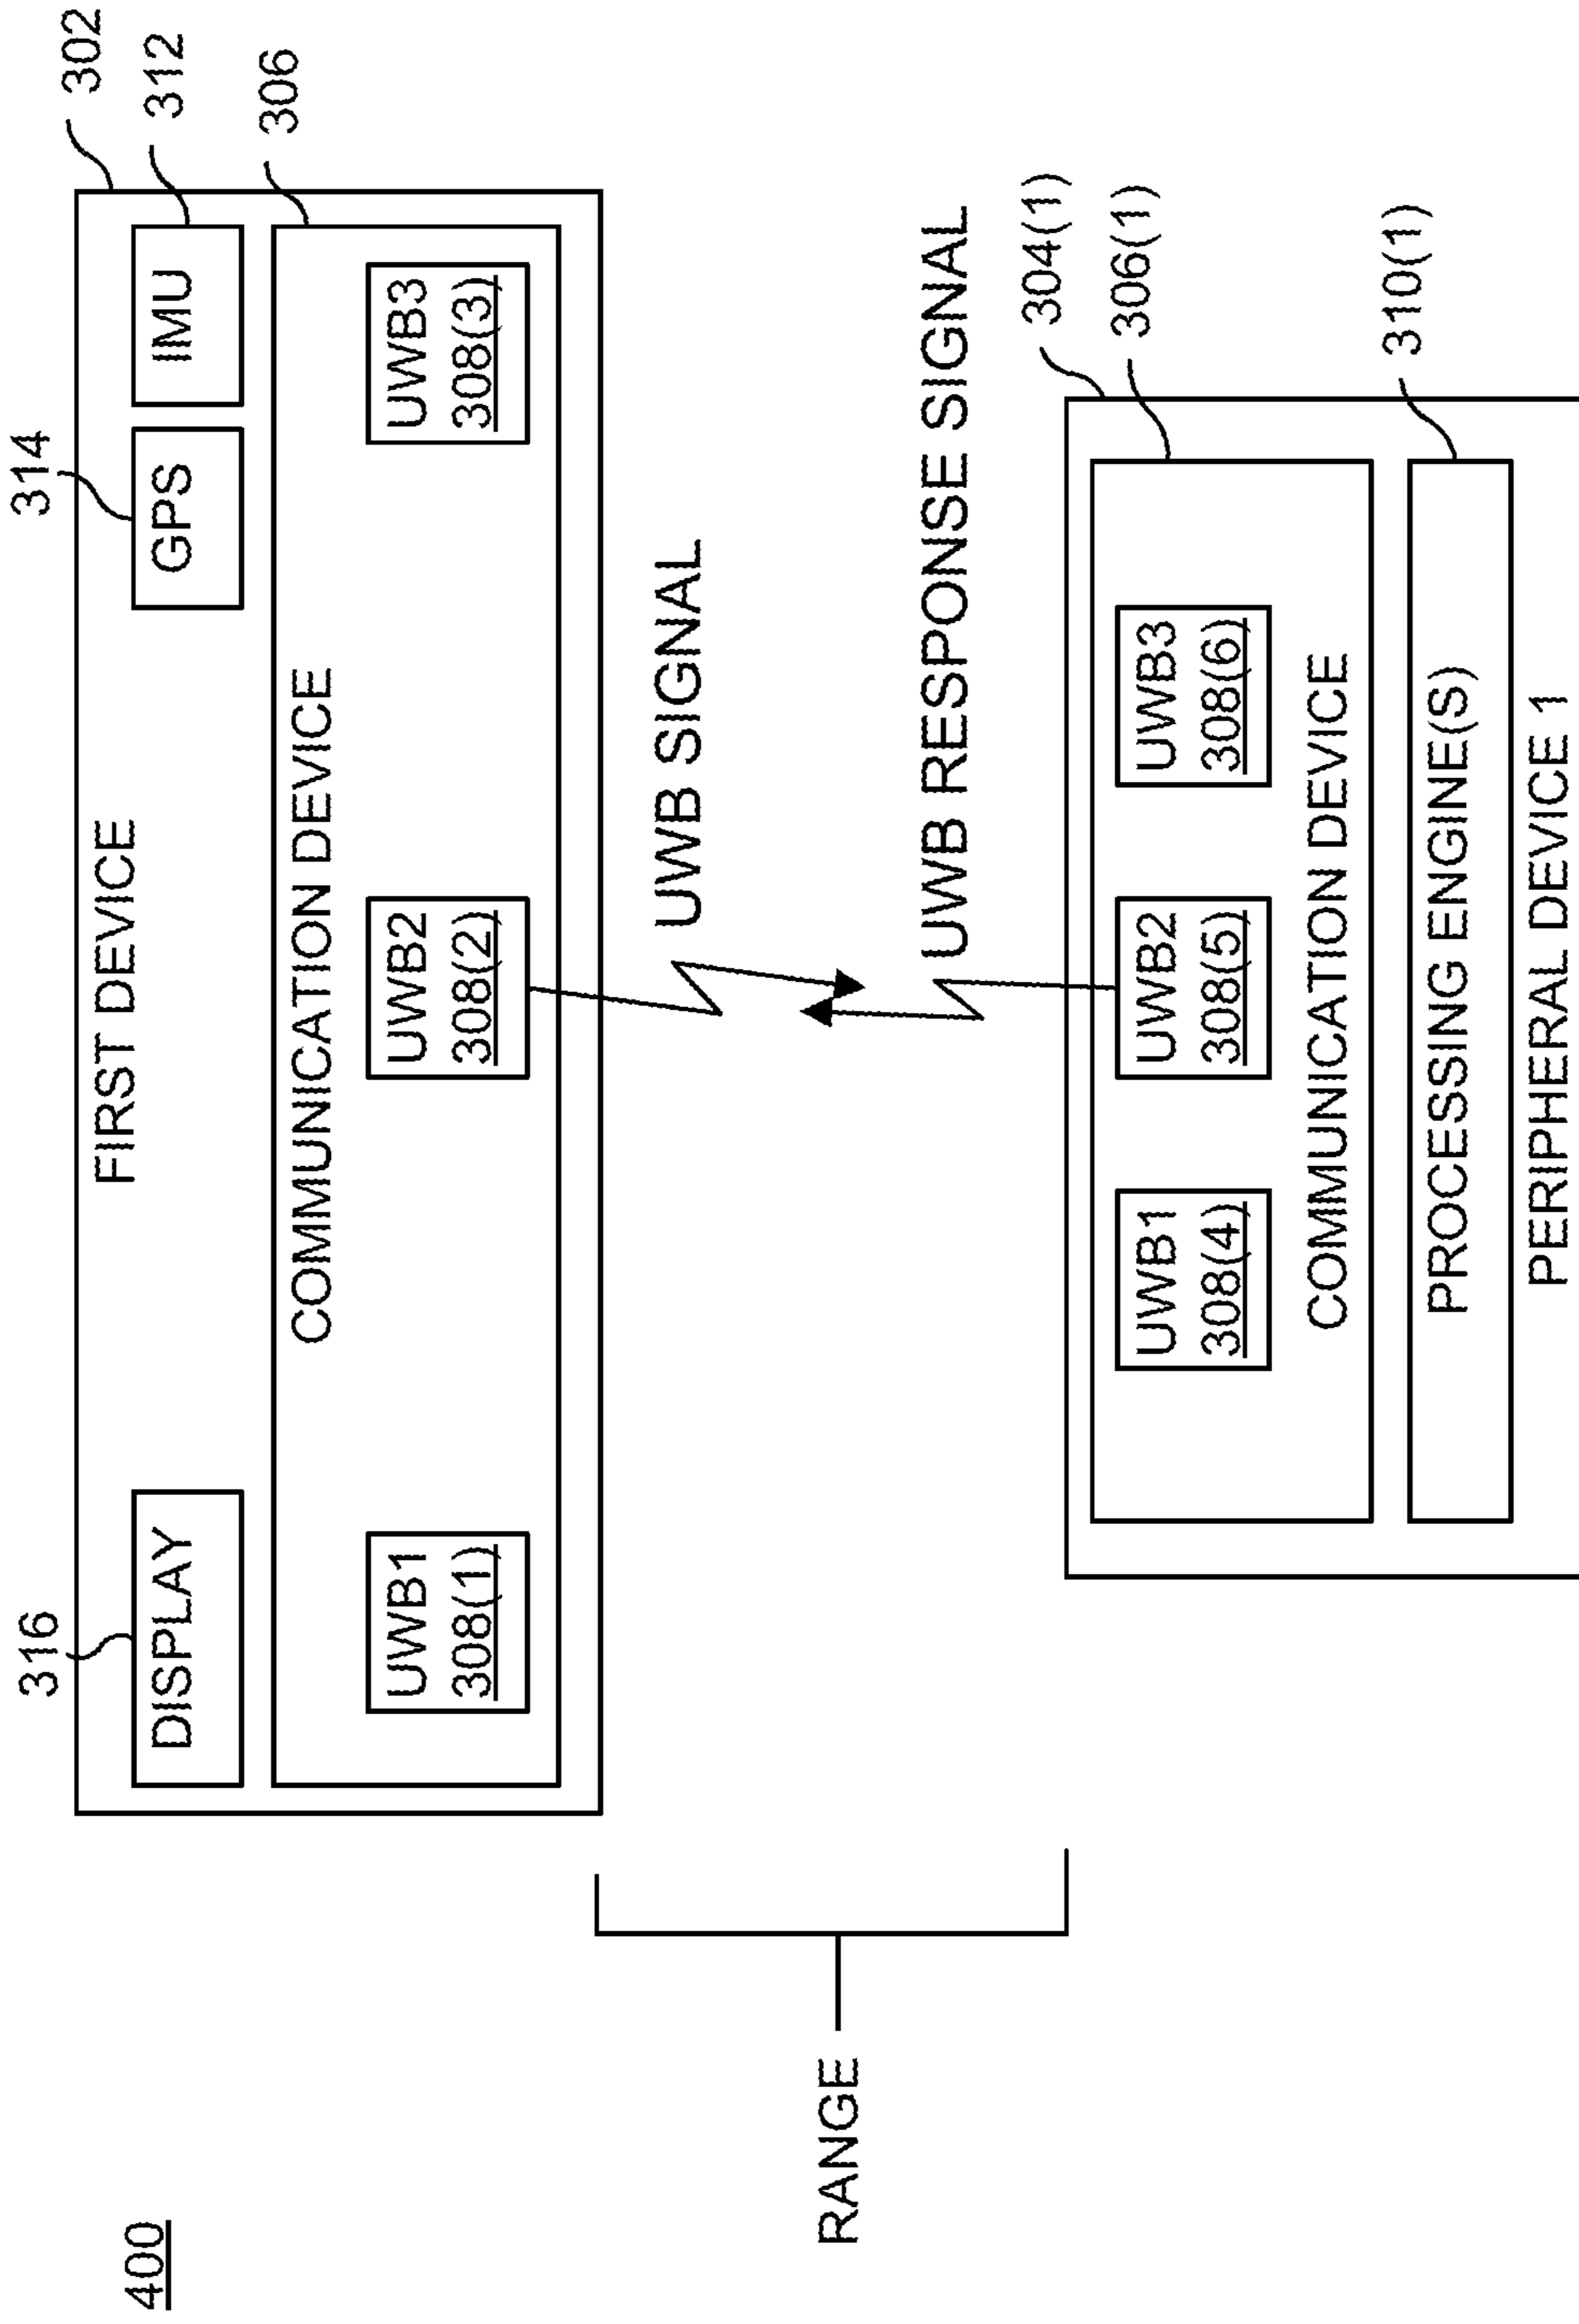 400
316
314
302
312
306
FIRST DEVICE
DISPLAY
GPS
IMU
COMMUNICATION DEVICE
UWB1
308(1)
UWB2
308(2)
UWB3
308(3)
UWB SIGNAL
RANGE
UWB RESPONSE SIGNAL
304(1)
306(1)
310(1)
UWB1
308(4)
UWB2
308(5)
UWB3
308(6)
COMMUNICATION DEVICE
PROCESSING ENGINE(S)
PERIPHERAL DEVICE 1